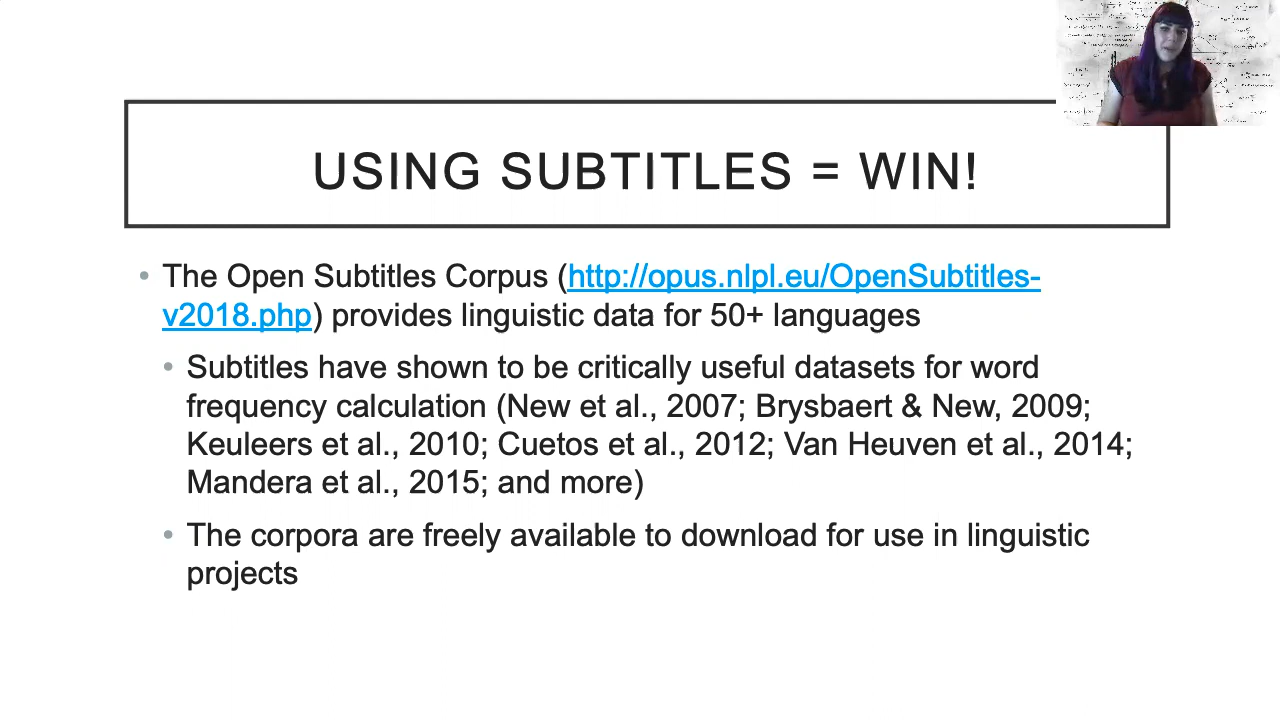 USING SUBTITLES = WIN!
• The Open Subtitles Corpus (http://opus.nlpl.eu/OpenSubtitles-
v2018.php) provides linguistic data for 50+ languages
• Subtitles have shown to be critically useful datasets for word
frequency calculation (New et al., 2007; Brysbaert & New, 2009;
Keuleers et al., 2010; Cuetos et al., 2012; Van Heuven et al., 2014;
Mandera et al., 2015; and more)
• The corpora are freely available to download for use in linguistic
projects